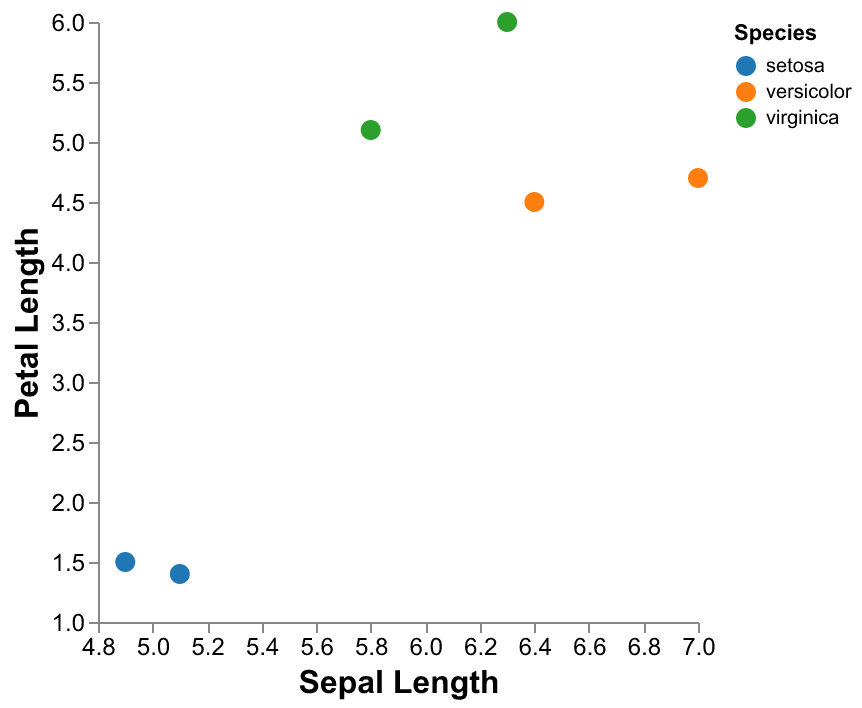 6.0
5.5
5.0
4.5
4.0
3.5
3.0
2.5
2.0
1.5
1.0
Petal Length
4.8 5.0 5.2 5.4 5.6 5.8 6.0 6.2 6.4 6.6 6.8 7.0
Sepal Length
Species
setosa
versicolor
virginica